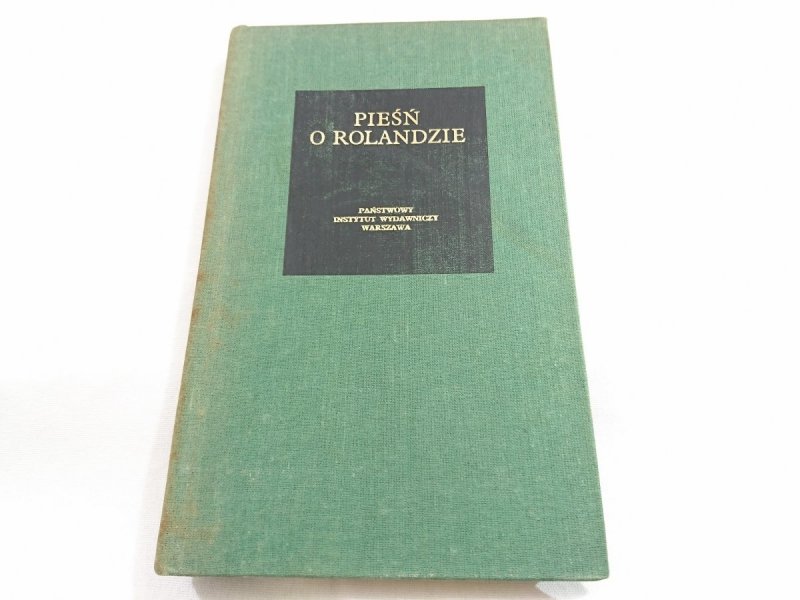 PIEŚŃ
O ROLANDZIE
PAŃSTWOWY
INSTYTUT WYDAWNICZY
WARSZAWA